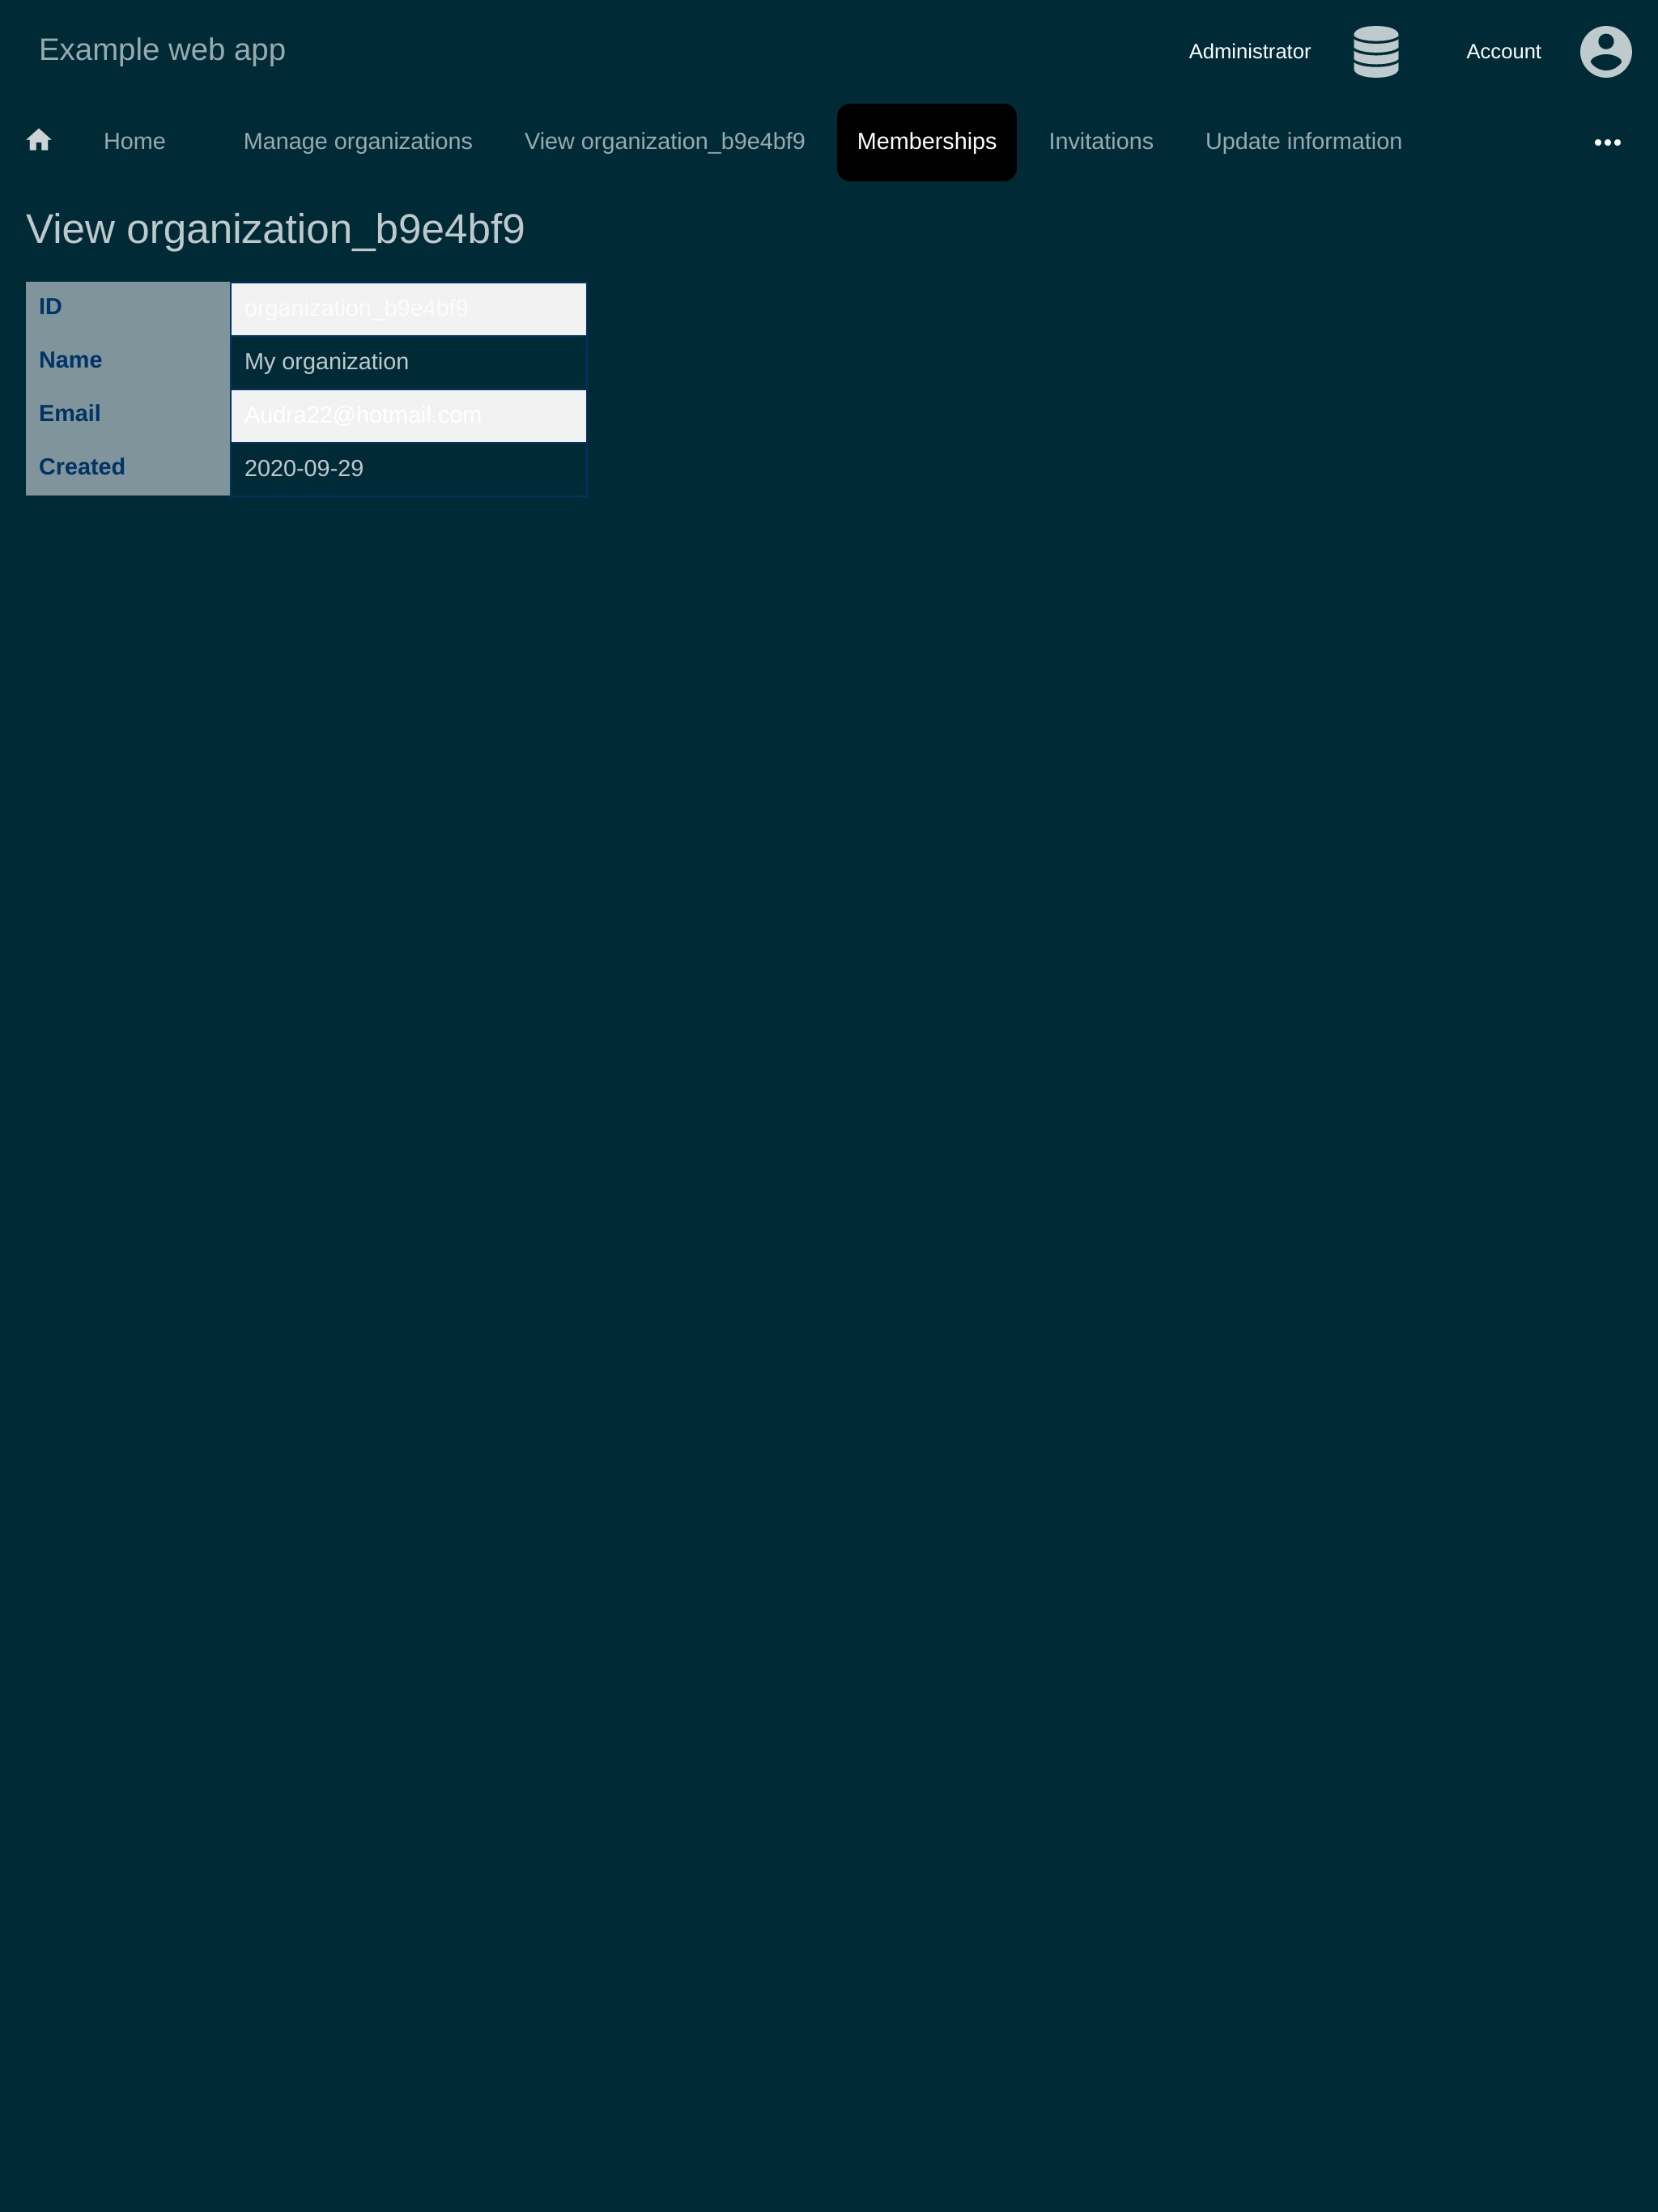 Example web app
Administrator
Account
Home
Manage organizations
View organization_b9e4bf9
Memberships
Invitations
Update information
View organization_b9e4bf9
ID organization_b9e4bf9
Name My organization
Email Audra22@hotmail.com
Created 2020-09-29